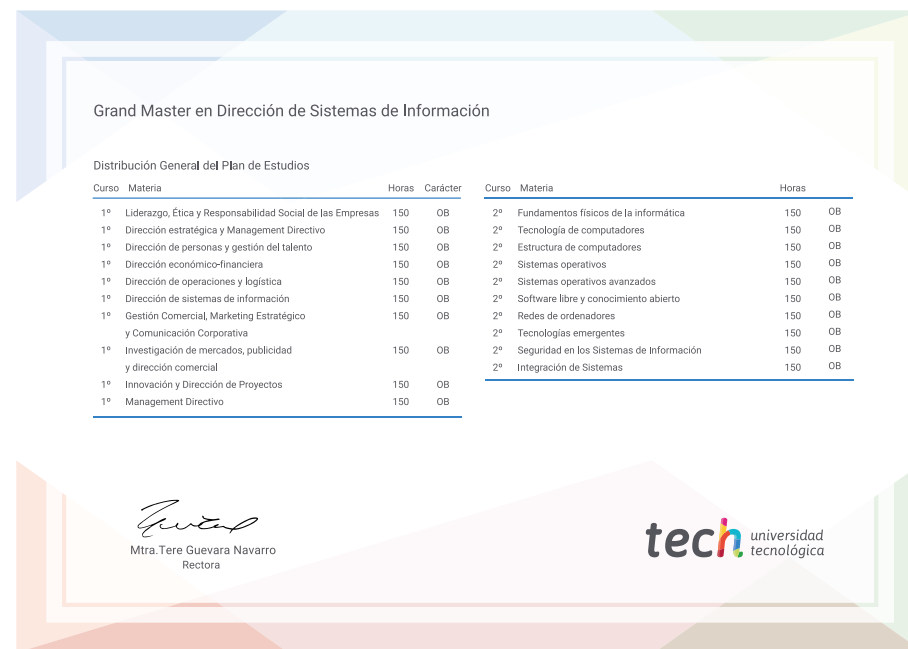 Grand Master en Dirección de Sistemas de Información
Distribución General del Plan de Estudios
Curso Materia Horas Carácter
1º Liderazgo, Ética y Responsabilidad Social de las Empresas 150 OB
1º Dirección estratégica y Management Directivo 150 OB
1º Dirección de personas y gestión del talento 150 OB
1º Dirección económico-financiera 150 OB
1º Dirección de operaciones y logística 150 OB
1º Dirección de sistemas de información 150 OB
1º Gestión Comercial, Marketing Estratégico 150 OB
y Comunicación Corporativa
1º Investigación de mercados, publicidad 150 OB
y dirección comercial
1º Innovación y Dirección de Proyectos 150 OB
1º Management Directivo 150 OB
Curso Materia Horas
2º Fundamentos físicos de la informática 150 OB
2º Tecnología de computadores 150 OB
2º Estructura de computadores 150 OB
2º Sistemas operativos 150 OB
2º Sistemas operativos avanzados 150 OB
2º Software libre y conocimiento abierto 150 OB
2º Redes de ordenadores 150 OB
2º Tecnologías emergentes 150 OB
2º Seguridad en los Sistemas de Información 150 OB
2º Integración de Sistemas 150 OB
Mtra.Tere Guevara Navarro
Rectora
tech universidad
tecnológica